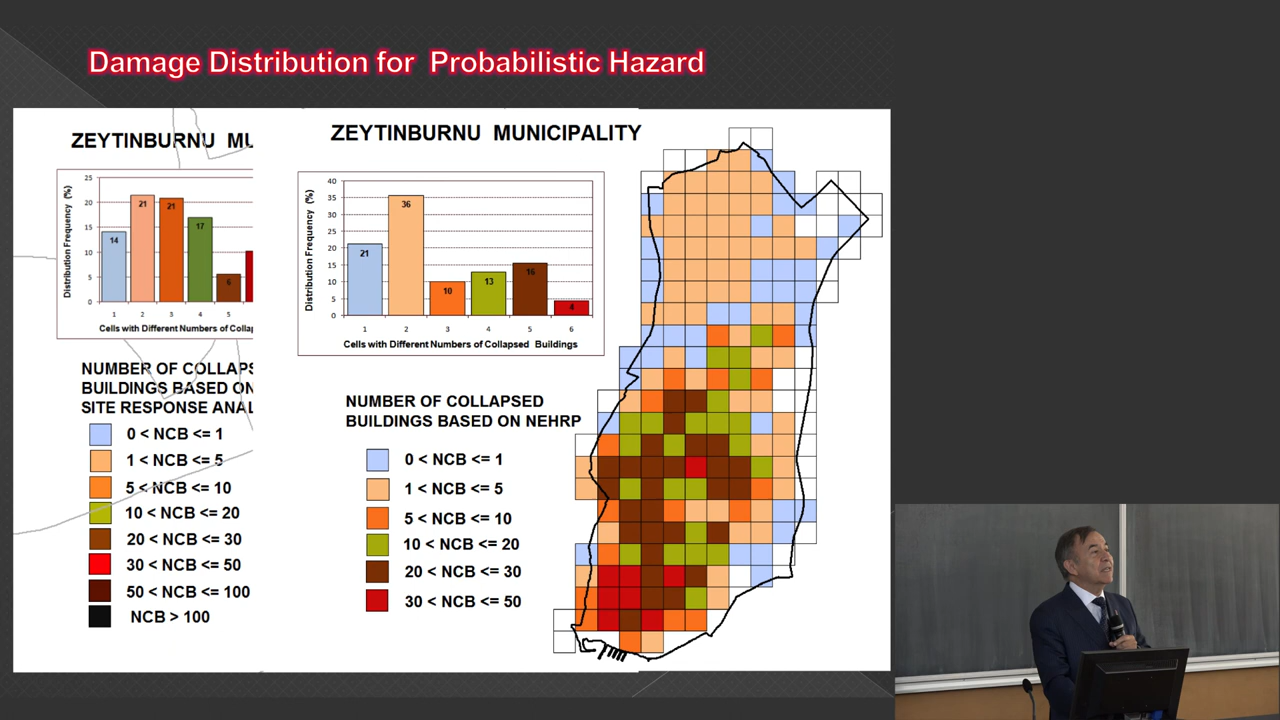 Damage Distribution for Probabilistic Hazard
ZEYTINBURNU MU
25
20
15
10
5
0
Distribution Frequency (%)
14
21
21
17
6
1 2 3 4 5
Cells with Different Numbers of Collap
NUMBER OF COLLAPS
BUILDINGS BASED ON
SITE RESPONSE ANAL
0 < NCB <= 1
1 < NCB <= 5
5 < NCB <= 10
10 < NCB <= 20
20 < NCB <= 30
30 < NCB <= 50
50 < NCB <= 100
NCB > 100
ZEYTINBURNU MUNICIPALITY
40
35
30
25
20
15
10
5
0
Distribution Frequency (%)
21
36
10
13
16
4
1 2 3 4 5 6
Cells with Different Numbers of Collapsed Buildings
NUMBER OF COLLAPSED
BUILDINGS BASED ON NEHRP
0 < NCB <= 1
1 < NCB <= 5
5 < NCB <= 10
10 < NCB <= 20
20 < NCB <= 30
30 < NCB <= 50